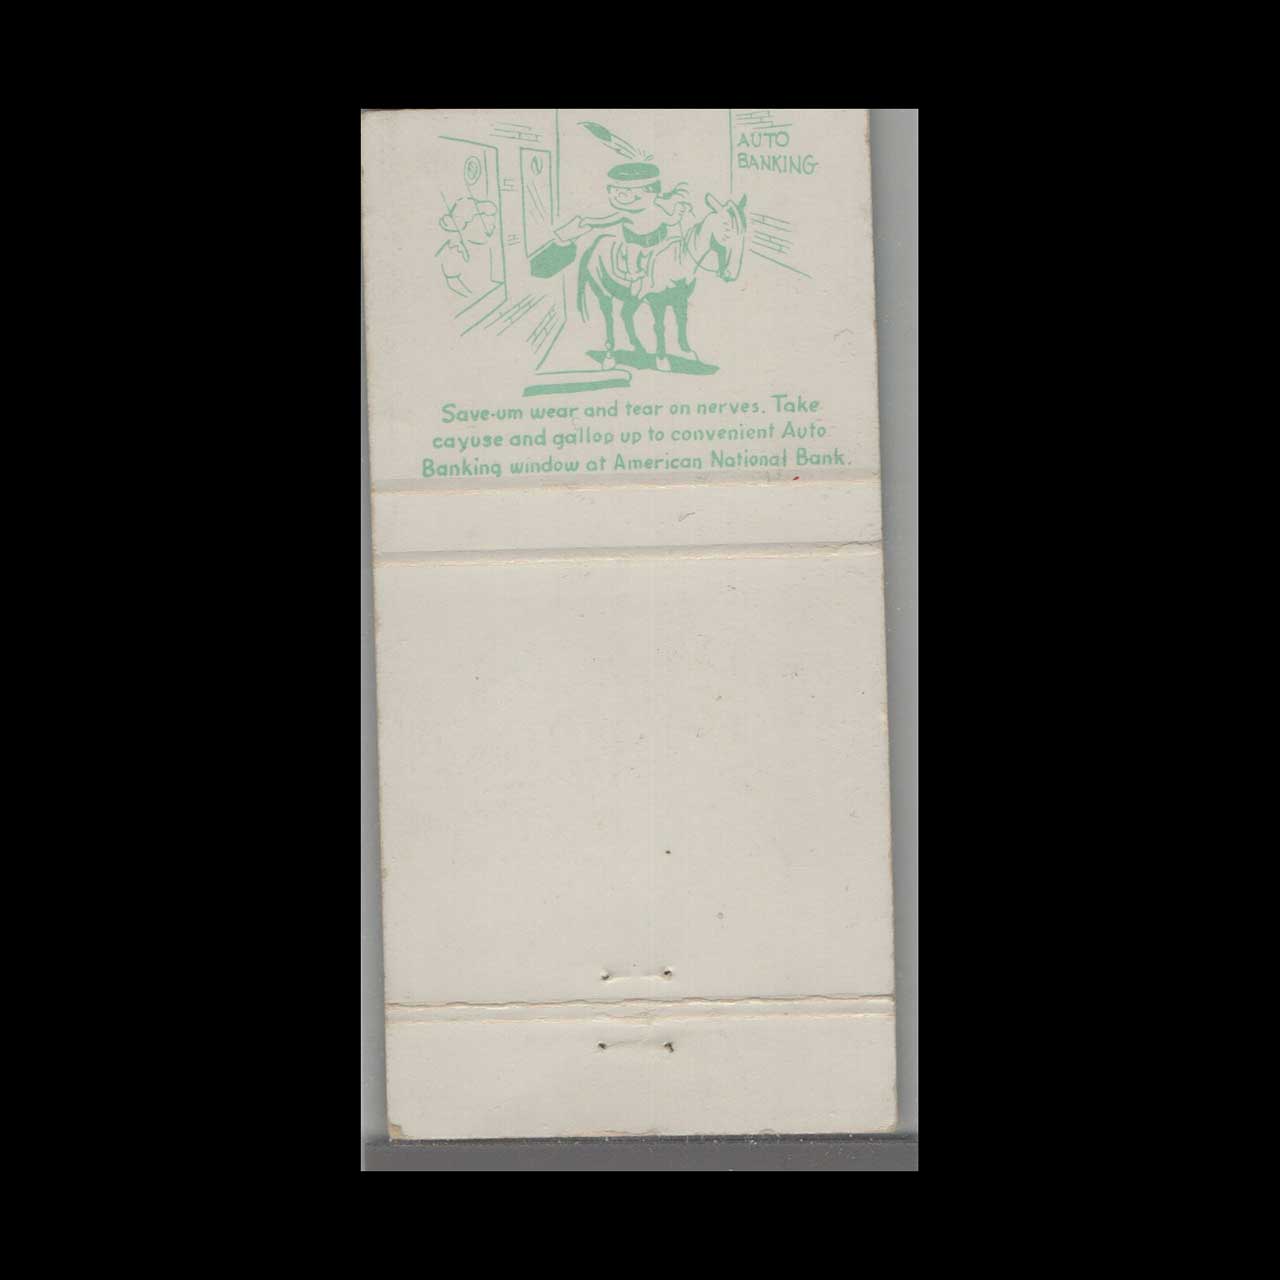 AUTO
BANKING
Save-um wear and tear on nerves. Take
cayuse and gallop up to convenient Auto
Banking window at American National Bank.